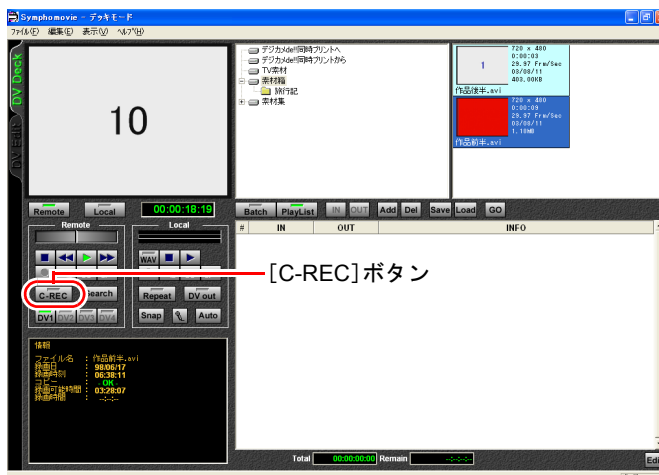 Symphomovie - デッキモード
ファイル(F) 編集(E) 表示(V) ヘルプ(H)
DV Deck
DV Edit
10
デジカメde!!同時プリントへ
デジカメde!!同時プリントから
TV素材
素材箱
旅行記
素材集
1
720 x 480
0:00:03
29.97 Frm/Sec
03/08/11
403.00KB
作品後半.avi
720 x 480
0:00:09
29.97 Frm/Sec
03/08/11
1.18MB
作品前半.avi
Remote Local 00:00:18:19
Batch PlayList IN OUT Add Del Save Load GO
Remote Local
# IN OUT INFO
WAV
[C-REC]ボタン
C-REC Search Repeat DV out
DV1 DV2 DV3 DV4 Snap Auto
情報
ファイル名 : 作品前半.avi
録画日 : 98/06/17
録画時刻 : 06:38:11
コピー : - OK -
録画可能時間 : 03:28:07
録画時間 : --:--:--
Total 00:00:00:00 Remain --:--:--:--
Edi